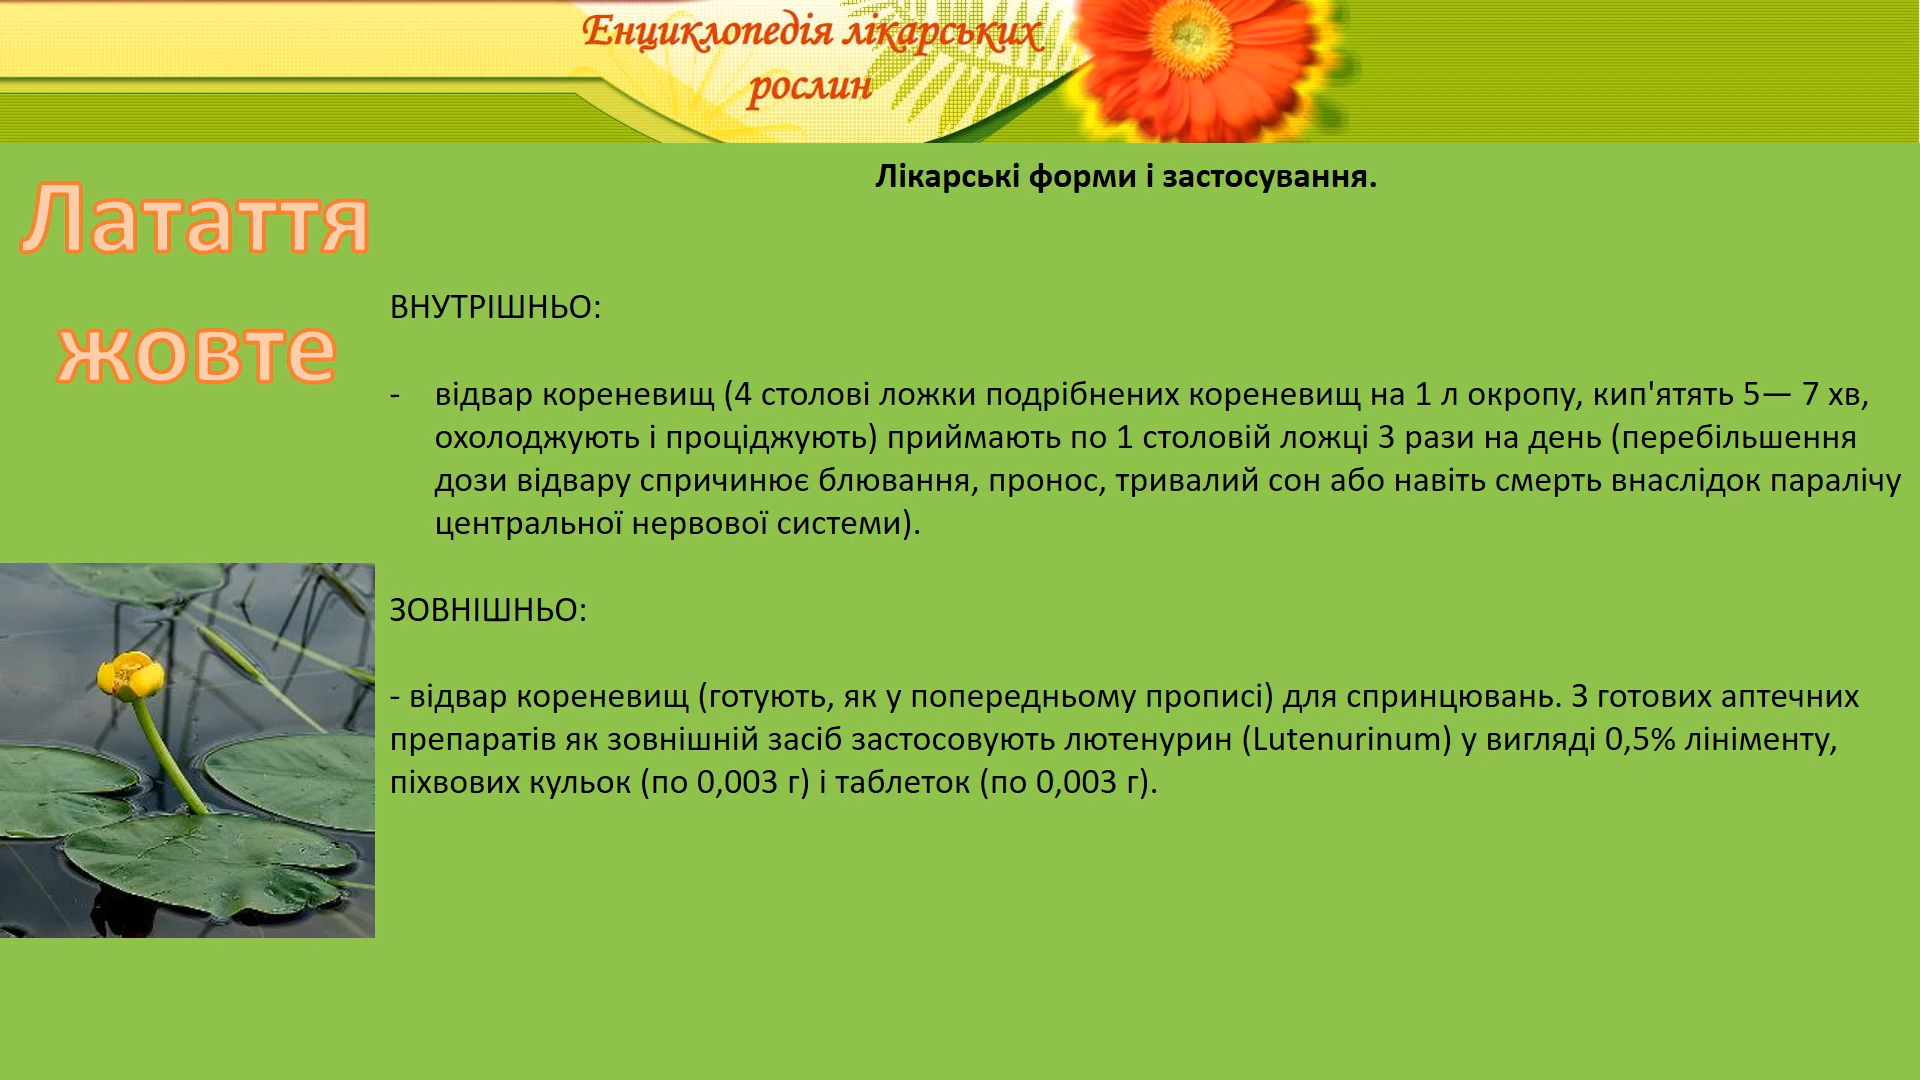 Енциклопедія лікарських
рослин
Лікарські форми і застосування.
Латаття
жовте
ВНУТРІШНЬО:
- відвар кореневищ (4 столові ложки подрібнених кореневищ на 1 л окропу, кип'ятять 5— 7 хв,
охолоджують і проціджують) приймають по 1 столовій ложці 3 рази на день (перебільшення
дози відвару спричинює блювання, пронос, тривалий сон або навіть смерть внаслідок паралічу
центральної нервової системи).
ЗОВНІШНЬО:
- відвар кореневищ (готують, як у попередньому прописі) для спринцювань. З готових аптечних
препаратів як зовнішній засіб застосовують лютенурин (Lutenurinum) у вигляді 0,5% лініменту,
піхвових кульок (по 0,003 г) і таблеток (по 0,003 г).